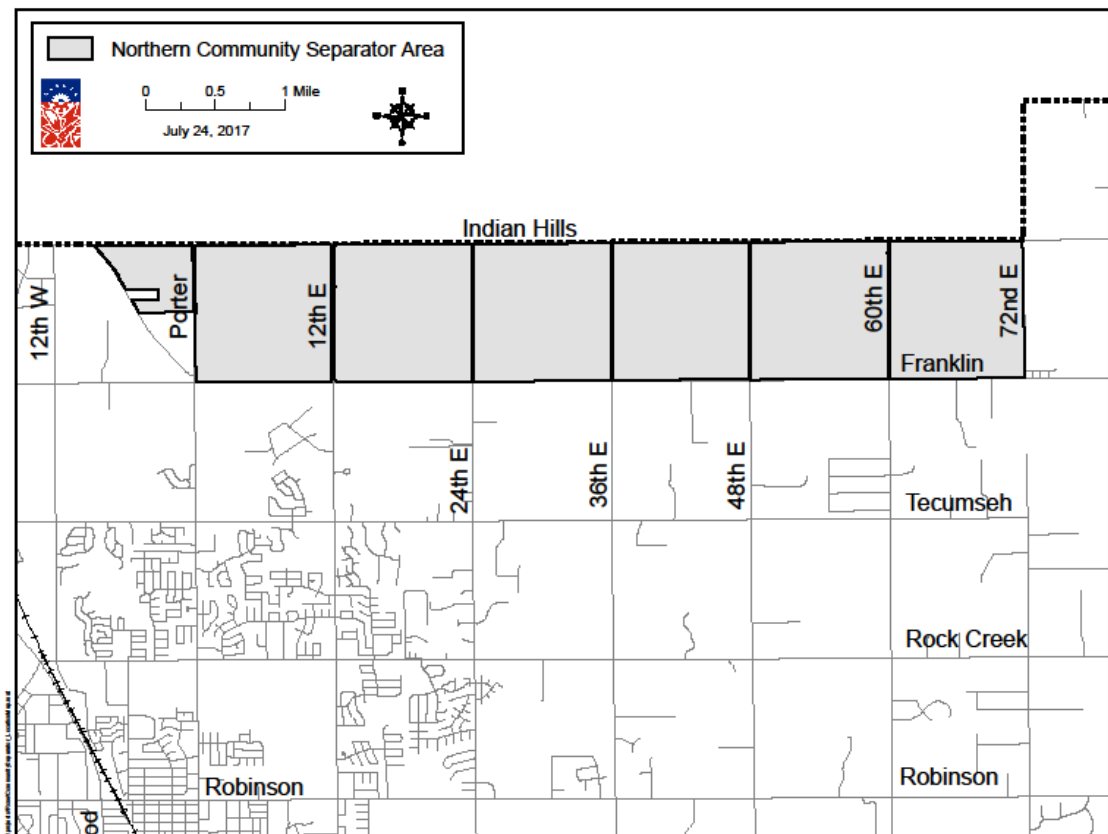 Northern Community Separator Area
0 0.5 1 Mile
July 24, 2017
Indian Hills
12th W
Porter
12th E
60th E
72nd E
Franklin
24th E
36th E
48th E
Tecumseh
Rock Creek
Robinson
Robinson
od